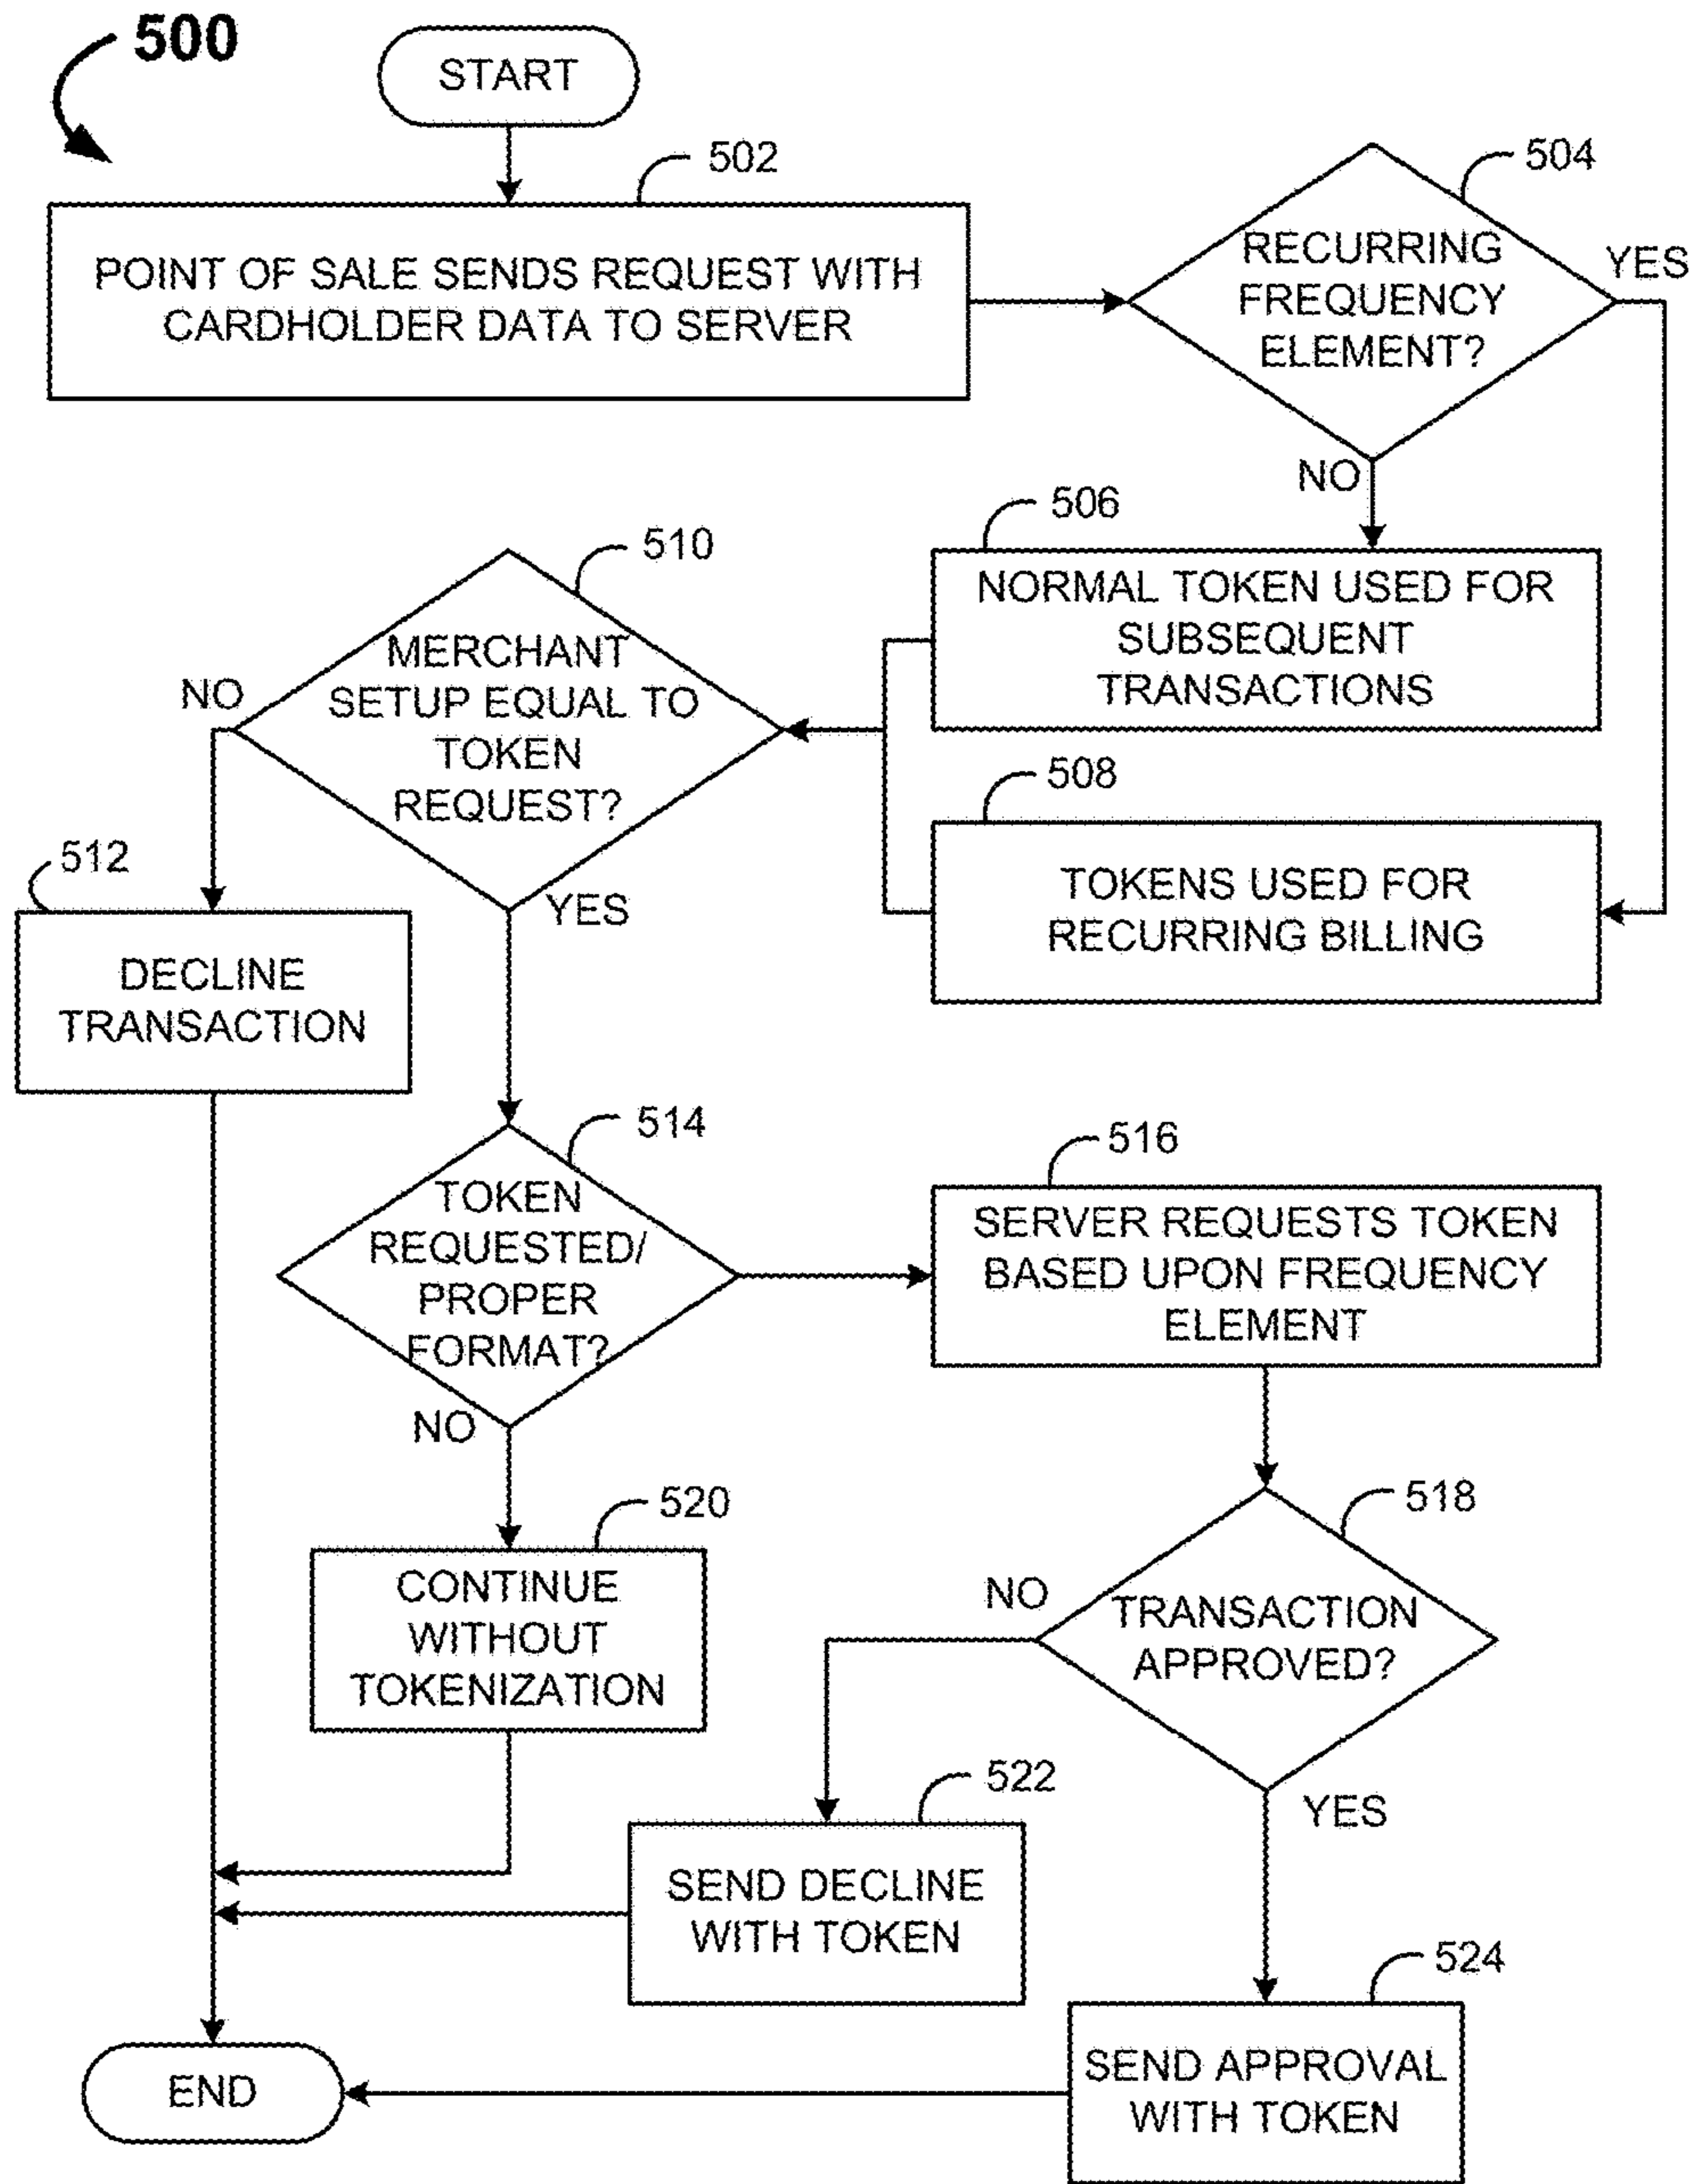 500
START
502
POINT OF SALE SENDS REQUEST WITH
CARDHOLDER DATA TO SERVER
504
RECURRING
FREQUENCY
ELEMENT?
YES
NO
506
NORMAL TOKEN USED FOR
SUBSEQUENT
TRANSACTIONS
508
TOKENS USED FOR
RECURRING BILLING
510
MERCHANT
SETUP EQUAL TO
TOKEN
REQUEST?
NO
YES
512
DECLINE
TRANSACTION
514
TOKEN
REQUESTED/
PROPER
FORMAT?
NO
516
SERVER REQUESTS TOKEN
BASED UPON FREQUENCY
ELEMENT
518
TRANSACTION
APPROVED?
NO
YES
520
CONTINUE
WITHOUT
TOKENIZATION
522
SEND DECLINE
WITH TOKEN
524
SEND APPROVAL
WITH TOKEN
END